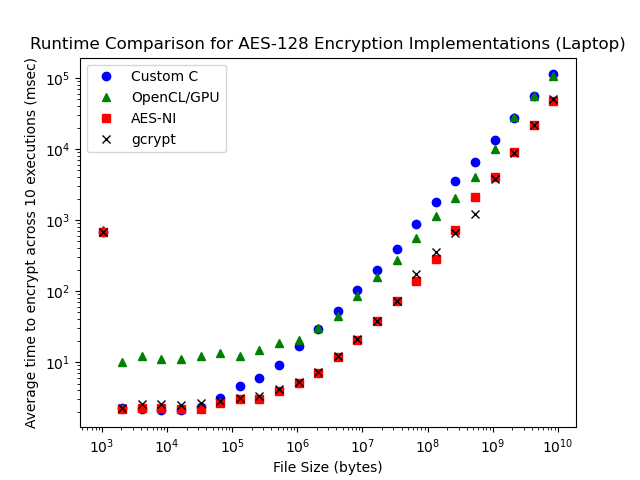 Runtime Comparison for AES-128 Encryption Implementations (Laptop)
Average time to encrypt across 10 executions (msec)
Custom C
OpenCL/GPU
AES-NI
gcrypt
10^5
10^4
10^3
10^2
10^1
10^3 10^4 10^5 10^6 10^7 10^8 10^9 10^10
File Size (bytes)